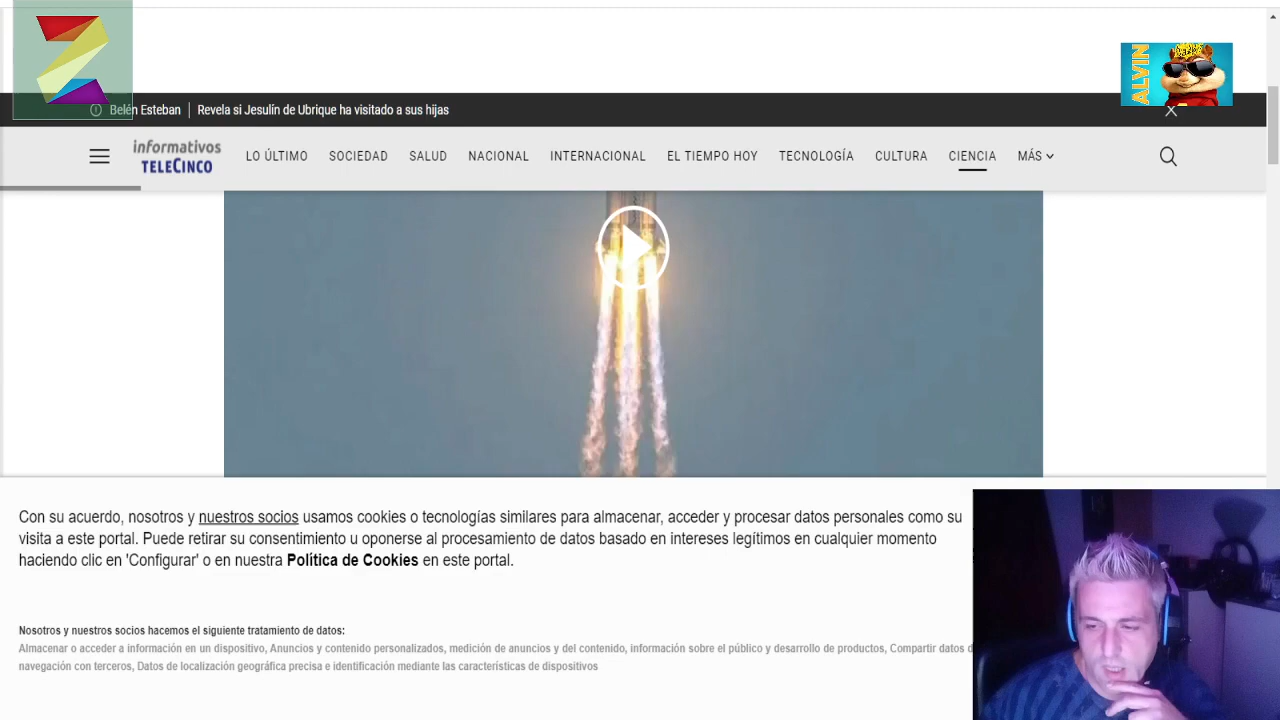 ALVIN
Belén Esteban | Revela si Jesulín de Ubrique ha visitado a sus hijas
informativos
TELECINCO
LO ÚLTIMO SOCIEDAD SALUD NACIONAL INTERNACIONAL EL TIEMPO HOY TECNOLOGÍA CULTURA CIENCIA MÁS
Con su acuerdo, nosotros y nuestros socios usamos cookies o tecnologías similares para almacenar, acceder y procesar datos personales como su
visita a este portal. Puede retirar su consentimiento u oponerse al procesamiento de datos basado en intereses legítimos en cualquier momento
haciendo clic en 'Configurar' o en nuestra Política de Cookies en este portal.
Nosotros y nuestros socios hacemos el siguiente tratamiento de datos:
Almacenar o acceder a información en un dispositivo, Anuncios y contenido personalizados, medición de anuncios y del contenido, información sobre el público y desarrollo de productos, Compartir datos d
navegación con terceros, Datos de localización geográfica precisa e identificación mediante las características de dispositivos